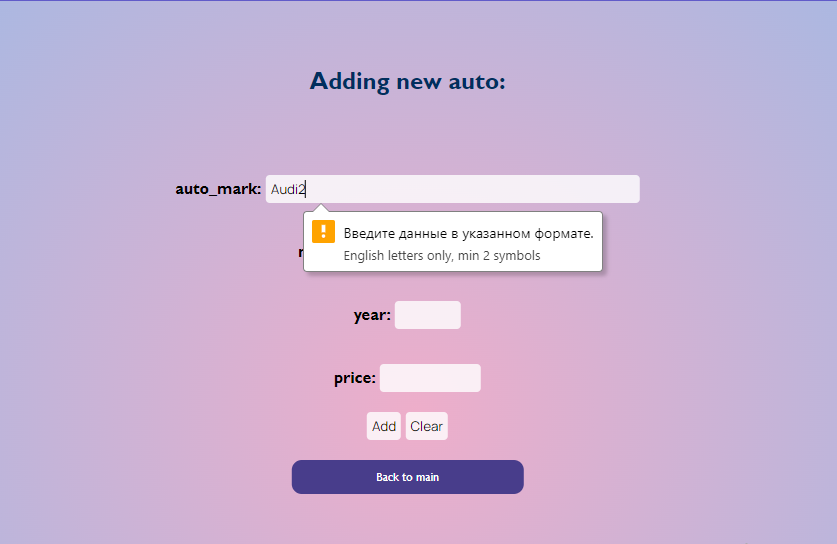 Adding new auto:
auto_mark: Audi2
Введите данные в указанном формате.
English letters only, min 2 symbols
year:
price:
Add Clear
Back to main